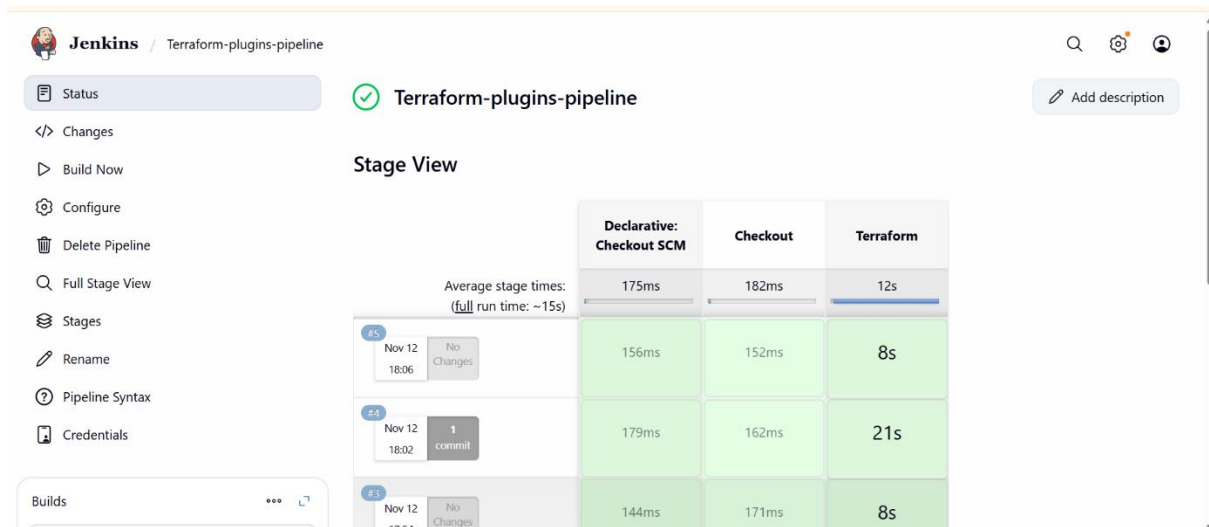 Jenkins / Terraform-plugins-pipeline
Status
Changes
Build Now
Configure
Delete Pipeline
Full Stage View
Stages
Rename
Pipeline Syntax
Credentials
Builds
Terraform-plugins-pipeline
Add description
Stage View
Declarative:
Checkout SCM
Checkout
Terraform
Average stage times:
(full run time: ~15s)
175ms
182ms
12s
#5
Nov 12
18:06
No
Changes
156ms
152ms
8s
#4
Nov 12
18:02
1
commit
179ms
162ms
21s
#3
Nov 12
No
Changes
144ms
171ms
8s